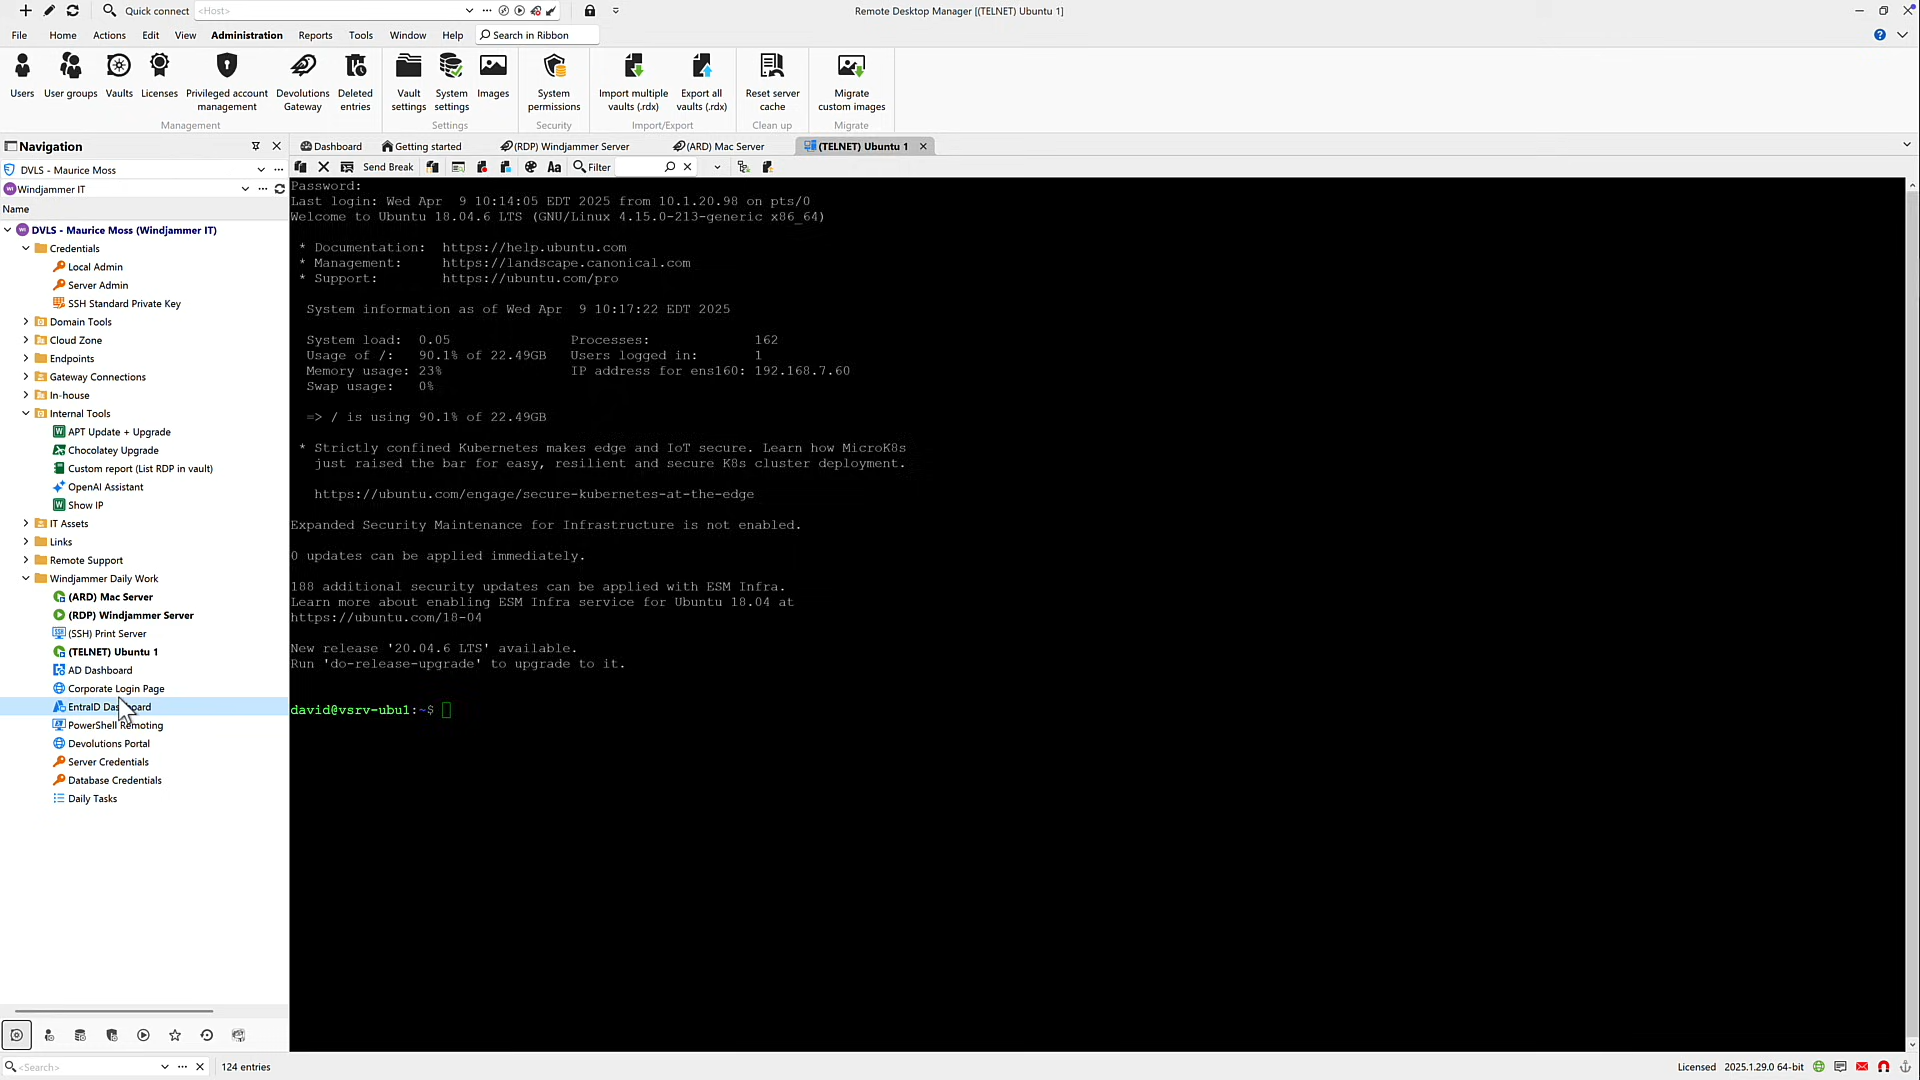 Quick connect <Host>
Remote Desktop Manager [(TELNET) Ubuntu 1]
File Home Actions Edit View Administration Reports Tools Window Help Search in Ribbon
Users
User groups
Vaults
Licenses
Privileged account management
Devolutions Gateway
Deleted entries
Vault settings
System settings
Images
System permissions
Import multiple vaults (.rdx)
Export all vaults (.rdx)
Reset server cache
Migrate custom images
Management
Settings
Security
Import/Export
Clean up
Migrate
Navigation
DVLS - Maurice Moss
WI Windjammer IT
Name
WI DVLS - Maurice Moss (Windjammer IT)
Credentials
Local Admin
Server Admin
SSH Standard Private Key
Domain Tools
Cloud Zone
Endpoints
Gateway Connections
In-house
Internal Tools
APT Update + Upgrade
Chocolatey Upgrade
Custom report (List RDP in vault)
OpenAI Assistant
Show IP
IT Assets
Links
Remote Support
Windjammer Daily Work
(ARD) Mac Server
(RDP) Windjammer Server
(SSH) Print Server
(TELNET) Ubuntu 1
AD Dashboard
Corporate Login Page
EntraID Dashboard
PowerShell Remoting
Devolutions Portal
Server Credentials
Database Credentials
Daily Tasks
<Search>
124 entries
Dashboard Getting started (RDP) Windjammer Server (ARD) Mac Server (TELNET) Ubuntu 1
Send Break Aa Filter
Password:
Last login: Wed Apr  9 10:14:05 EDT 2025 from 10.1.20.98 on pts/0
Welcome to Ubuntu 18.04.6 LTS (GNU/Linux 4.15.0-213-generic x86_64)
* Documentation:  https://help.ubuntu.com
* Management:     https://landscape.canonical.com
* Support:        https://ubuntu.com/pro
System information as of Wed Apr  9 10:17:22 EDT 2025
System load:  0.05               Processes:             162
Usage of /:   90.1% of 22.49GB   Users logged in:       1
Memory usage: 23%                IP address for ens160: 192.168.7.60
Swap usage:   0%
=> / is using 90.1% of 22.49GB
* Strictly confined Kubernetes makes edge and IoT secure. Learn how MicroK8s
just raised the bar for easy, resilient and secure K8s cluster deployment.
https://ubuntu.com/engage/secure-kubernetes-at-the-edge
Expanded Security Maintenance for Infrastructure is not enabled.
0 updates can be applied immediately.
188 additional security updates can be applied with ESM Infra.
Learn more about enabling ESM Infra service for Ubuntu 18.04 at
https://ubuntu.com/18-04
New release '20.04.6 LTS' available.
Run 'do-release-upgrade' to upgrade to it.
david@vsrv-ubu1:~$
Licensed 2025.1.29.0 64-bit